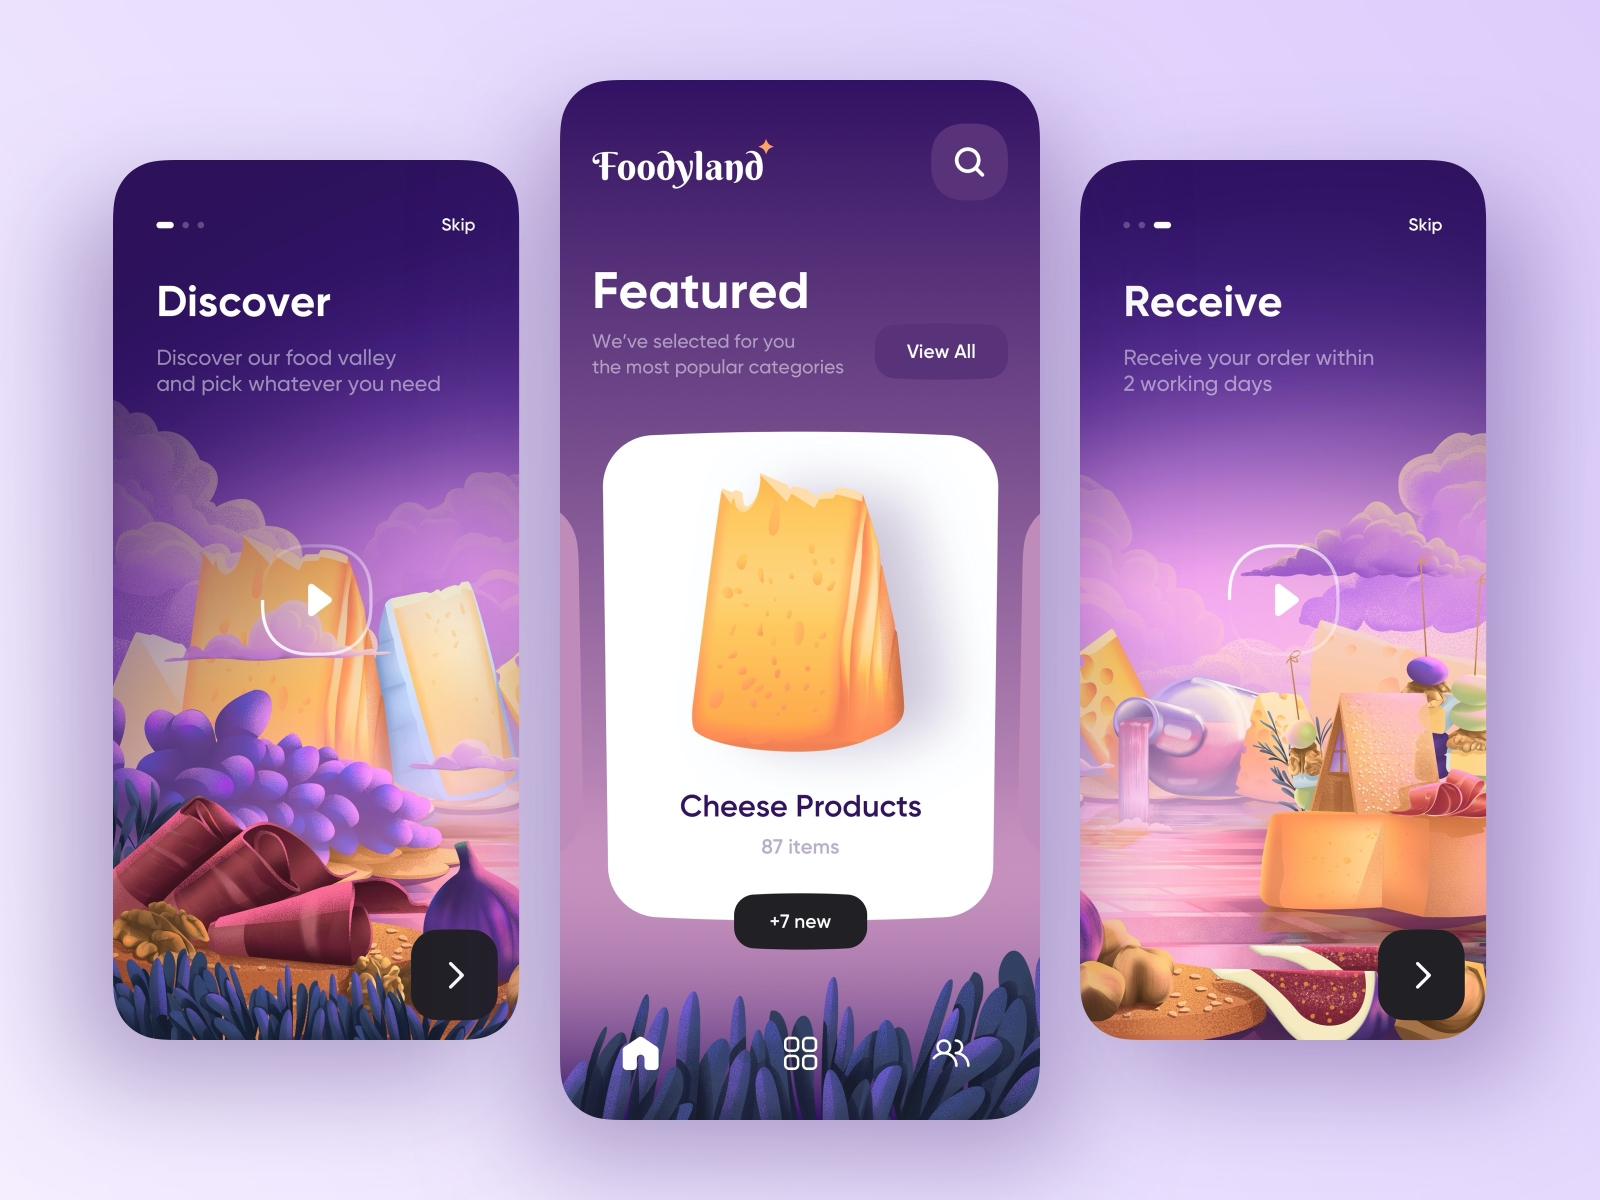 Skip
Discover
Discover our food valley
and pick whatever you need
Foodyland
Featured
We've selected for you
the most popular categories
View All
Cheese Products
87 items
+7 new
Skip
Receive
Receive your order within
2 working days